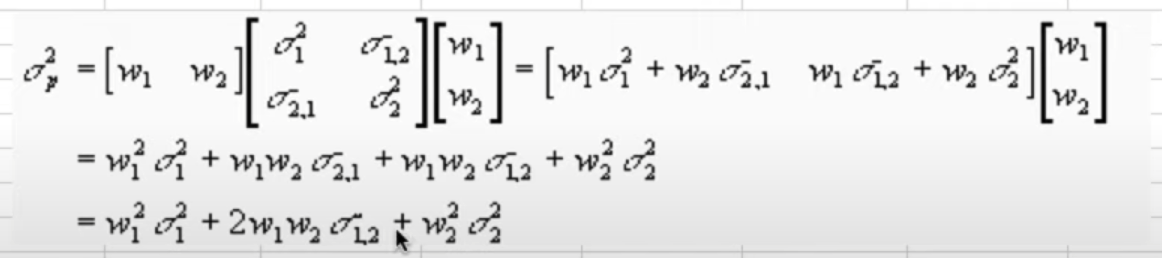 σ_p^2 = [w_1 w_2] [σ_1^2 σ_{1,2}; σ_{2,1} σ_2^2] [w_1; w_2] = [w_1 σ_1^2 + w_2 σ_{2,1} w_1 σ_{1,2} + w_2 σ_2^2] [w_1; w_2]
= w_1^2 σ_1^2 + w_1 w_2 σ_{2,1} + w_1 w_2 σ_{1,2} + w_2^2 σ_2^2
= w_1^2 σ_1^2 + 2 w_1 w_2 σ_{1,2} + w_2^2 σ_2^2